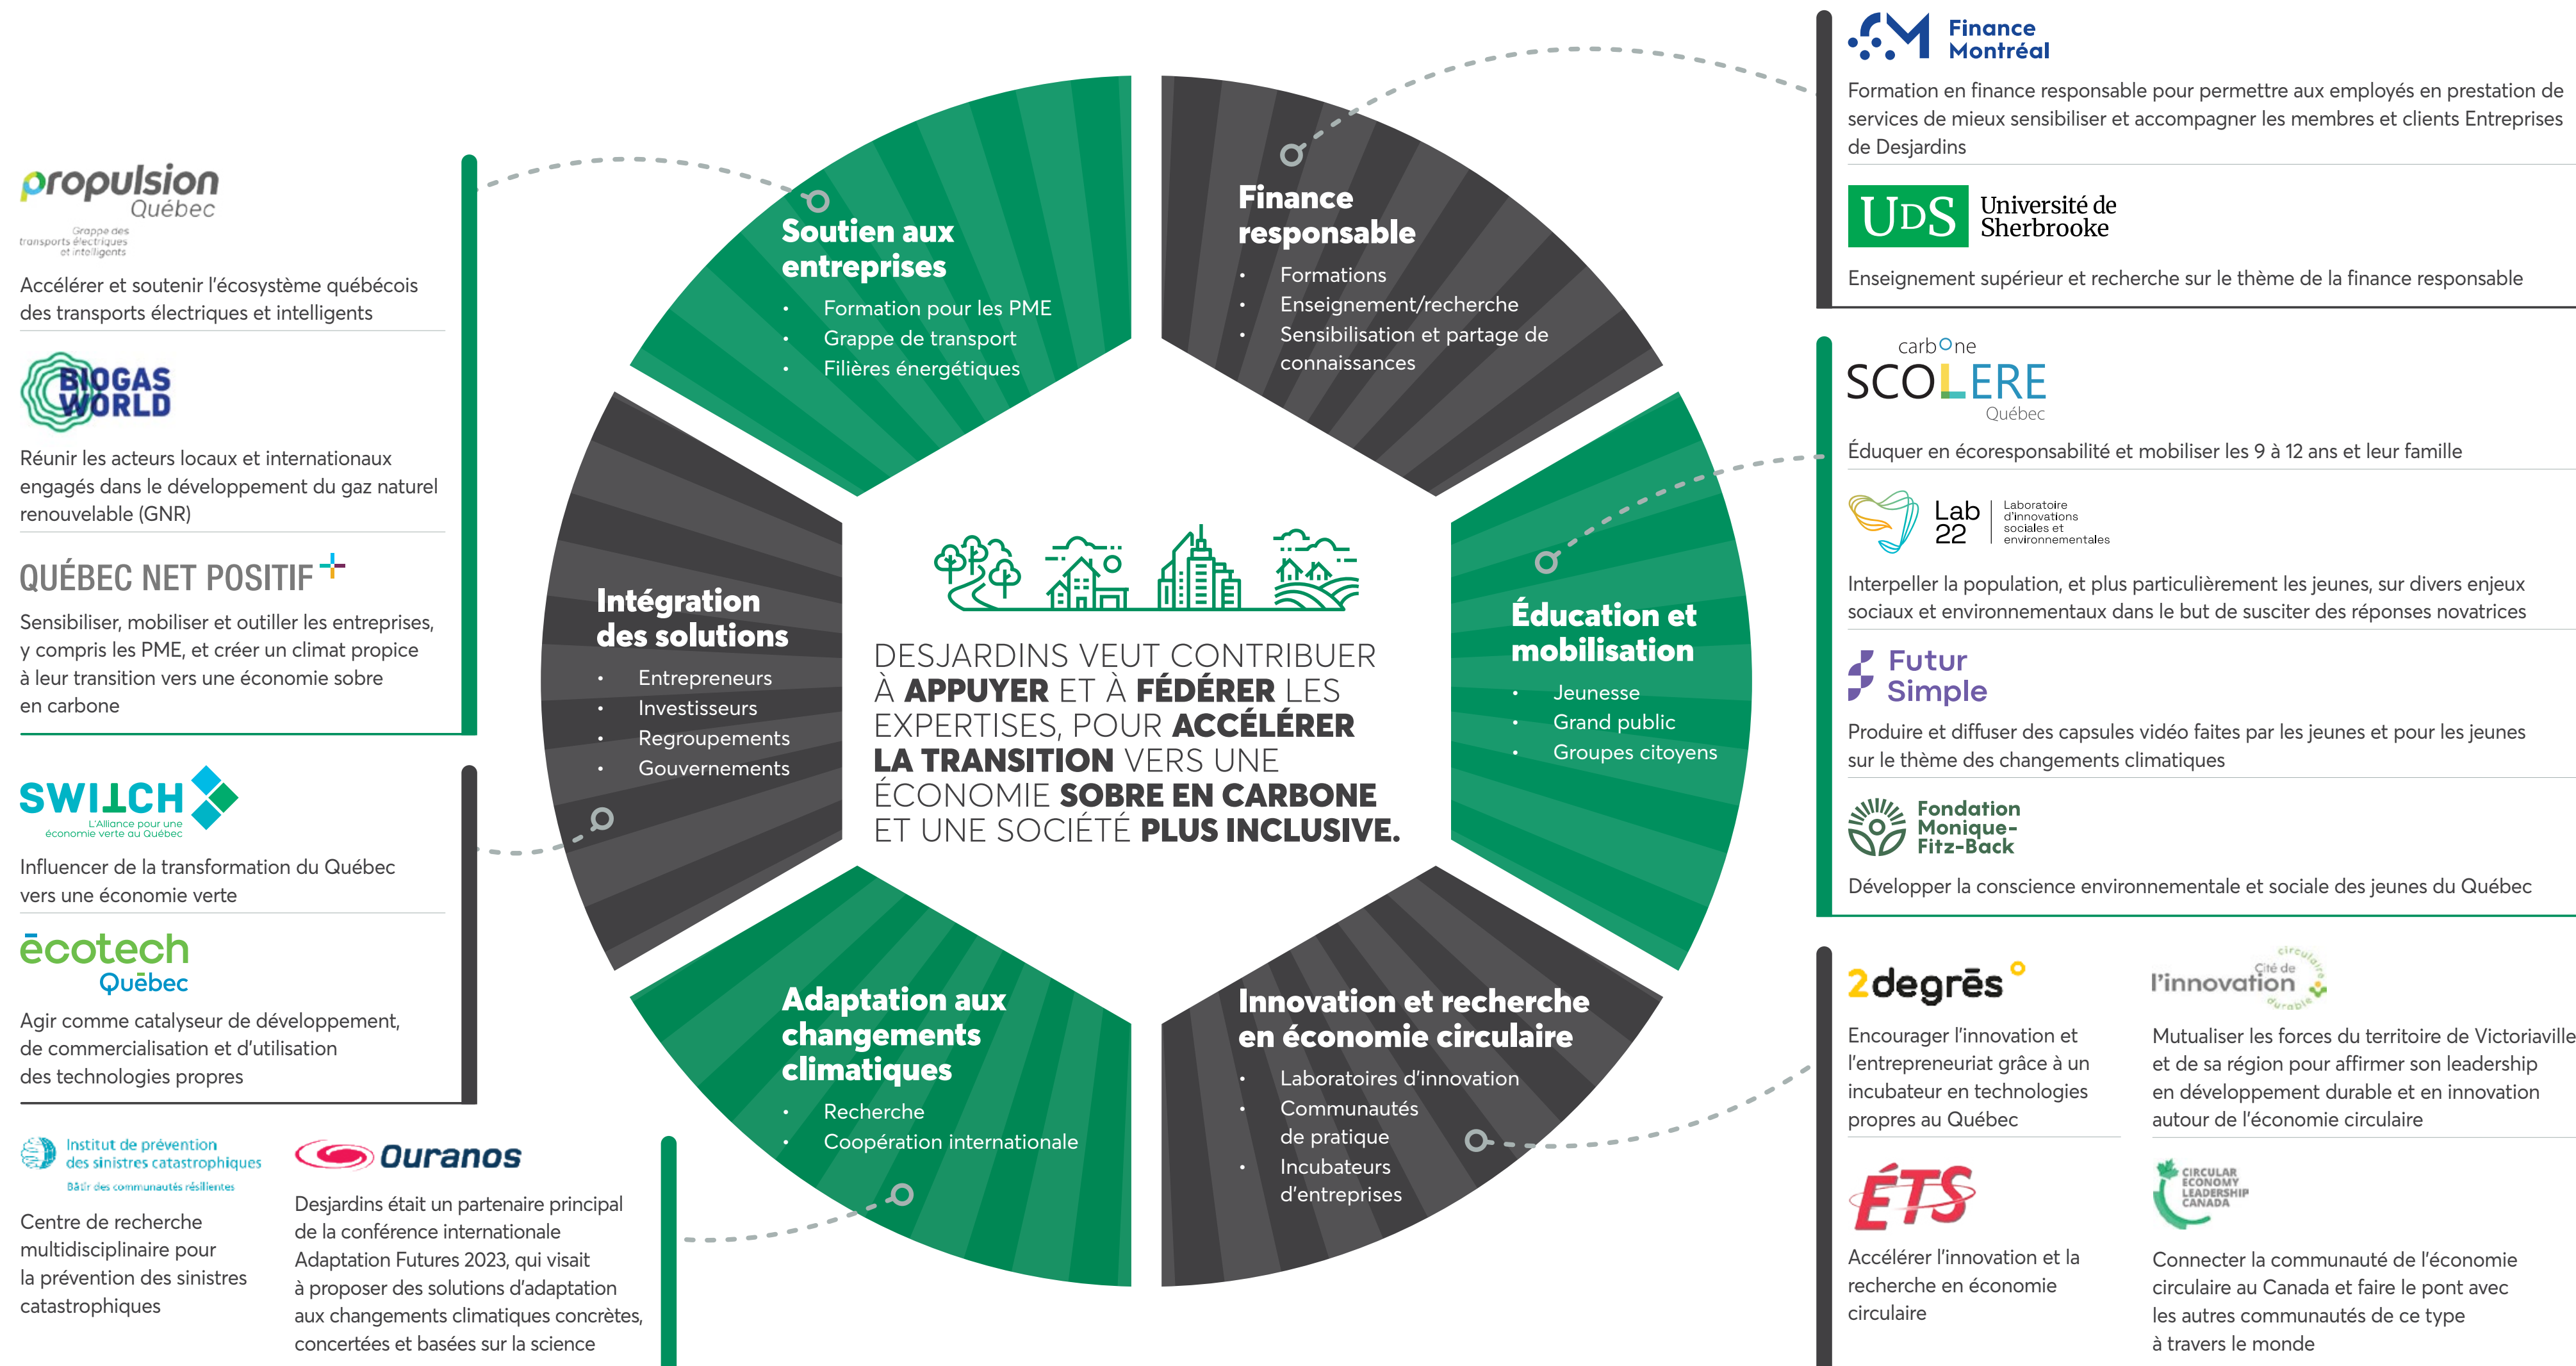 propulsion
Québec
Grappe des
transports électriques
et intelligents
Accélérer et soutenir l'écosystème québécois
des transports électriques et intelligents
BIOGAS
WORLD
Réunir les acteurs locaux et internationaux
engagés dans le développement du gaz naturel
renouvelable (GNR)
QUÉBEC NET POSITIF
Sensibiliser, mobiliser et outiller les entreprises,
y compris les PME, et créer un climat propice
à leur transition vers une économie sobre
en carbone
SWITCH
L'Alliance pour une
économie verte au Québec
Influencer de la transformation du Québec
vers une économie verte
ēcotech
Quēbec
Agir comme catalyseur de développement,
de commercialisation et d'utilisation
des technologies propres
Institut de prévention
des sinistres catastrophiques
Bâtir des communautés résilientes
Centre de recherche
multidisciplinaire pour
la prévention des sinistres
catastrophiques
Ouranos
Desjardins était un partenaire principal
de la conférence internationale
Adaptation Futures 2023, qui visait
à proposer des solutions d'adaptation
aux changements climatiques concrètes,
concertées et basées sur la science
Soutien aux
entreprises
• Formation pour les PME
• Grappe de transport
• Filières énergétiques
Finance
responsable
• Formations
• Enseignement/recherche
• Sensibilisation et partage de
connaissances
Intégration
des solutions
• Entrepreneurs
• Investisseurs
• Regroupements
• Gouvernements
DESJARDINS VEUT CONTRIBUER
À APPUYER ET À FÉDÉRER LES
EXPERTISES, POUR ACCÉLÉRER
LA TRANSITION VERS UNE
ÉCONOMIE SOBRE EN CARBONE
ET UNE SOCIÉTÉ PLUS INCLUSIVE.
Éducation et
mobilisation
• Jeunesse
• Grand public
• Groupes citoyens
Adaptation aux
changements
climatiques
• Recherche
• Coopération internationale
Innovation et recherche
en économie circulaire
• Laboratoires d'innovation
• Communautés
de pratique
• Incubateurs
d'entreprises
Finance
Montréal
Formation en finance responsable pour permettre aux employés en prestation de
services de mieux sensibiliser et accompagner les membres et clients Entreprises
de Desjardins
UDS
Université de
Sherbrooke
Enseignement supérieur et recherche sur le thème de la finance responsable
carbone
SCOLERE
Québec
Éduquer en écoresponsabilité et mobiliser les 9 à 12 ans et leur famille
Lab
22
Laboratoire
d'innovations
sociales et
environnementales
Interpeller la population, et plus particulièrement les jeunes, sur divers enjeux
sociaux et environnementaux dans le but de susciter des réponses novatrices
Futur
Simple
Produire et diffuser des capsules vidéo faites par les jeunes et pour les jeunes
sur le thème des changements climatiques
Fondation
Monique-
Fitz-Back
Développer la conscience environnementale et sociale des jeunes du Québec
2degrēs°
Encourager l'innovation et
l'entrepreneuriat grâce à un
incubateur en technologies
propres au Québec
circulaire
Cité de
l'innovation
durable
Mutualiser les forces du territoire de Victoriaville
et de sa région pour affirmer son leadership
en développement durable et en innovation
autour de l'économie circulaire
ÉTS
Accélérer l'innovation et la
recherche en économie
circulaire
CIRCULAR
ECONOMY
LEADERSHIP
CANADA
Connecter la communauté de l'économie
circulaire au Canada et faire le pont avec
les autres communautés de ce type
à travers le monde